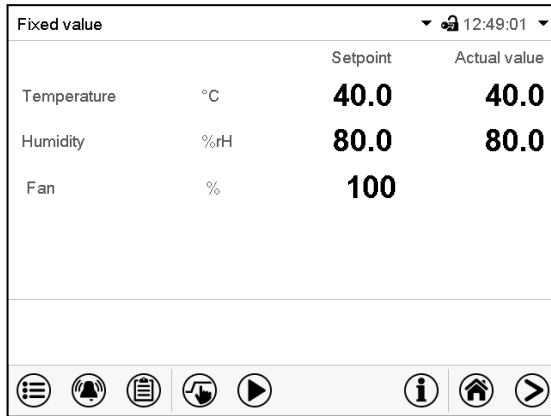 Fixed value 12:49:01
Setpoint Actual value
Temperature °C 40.0 40.0
Humidity %rH 80.0 80.0
Fan % 100